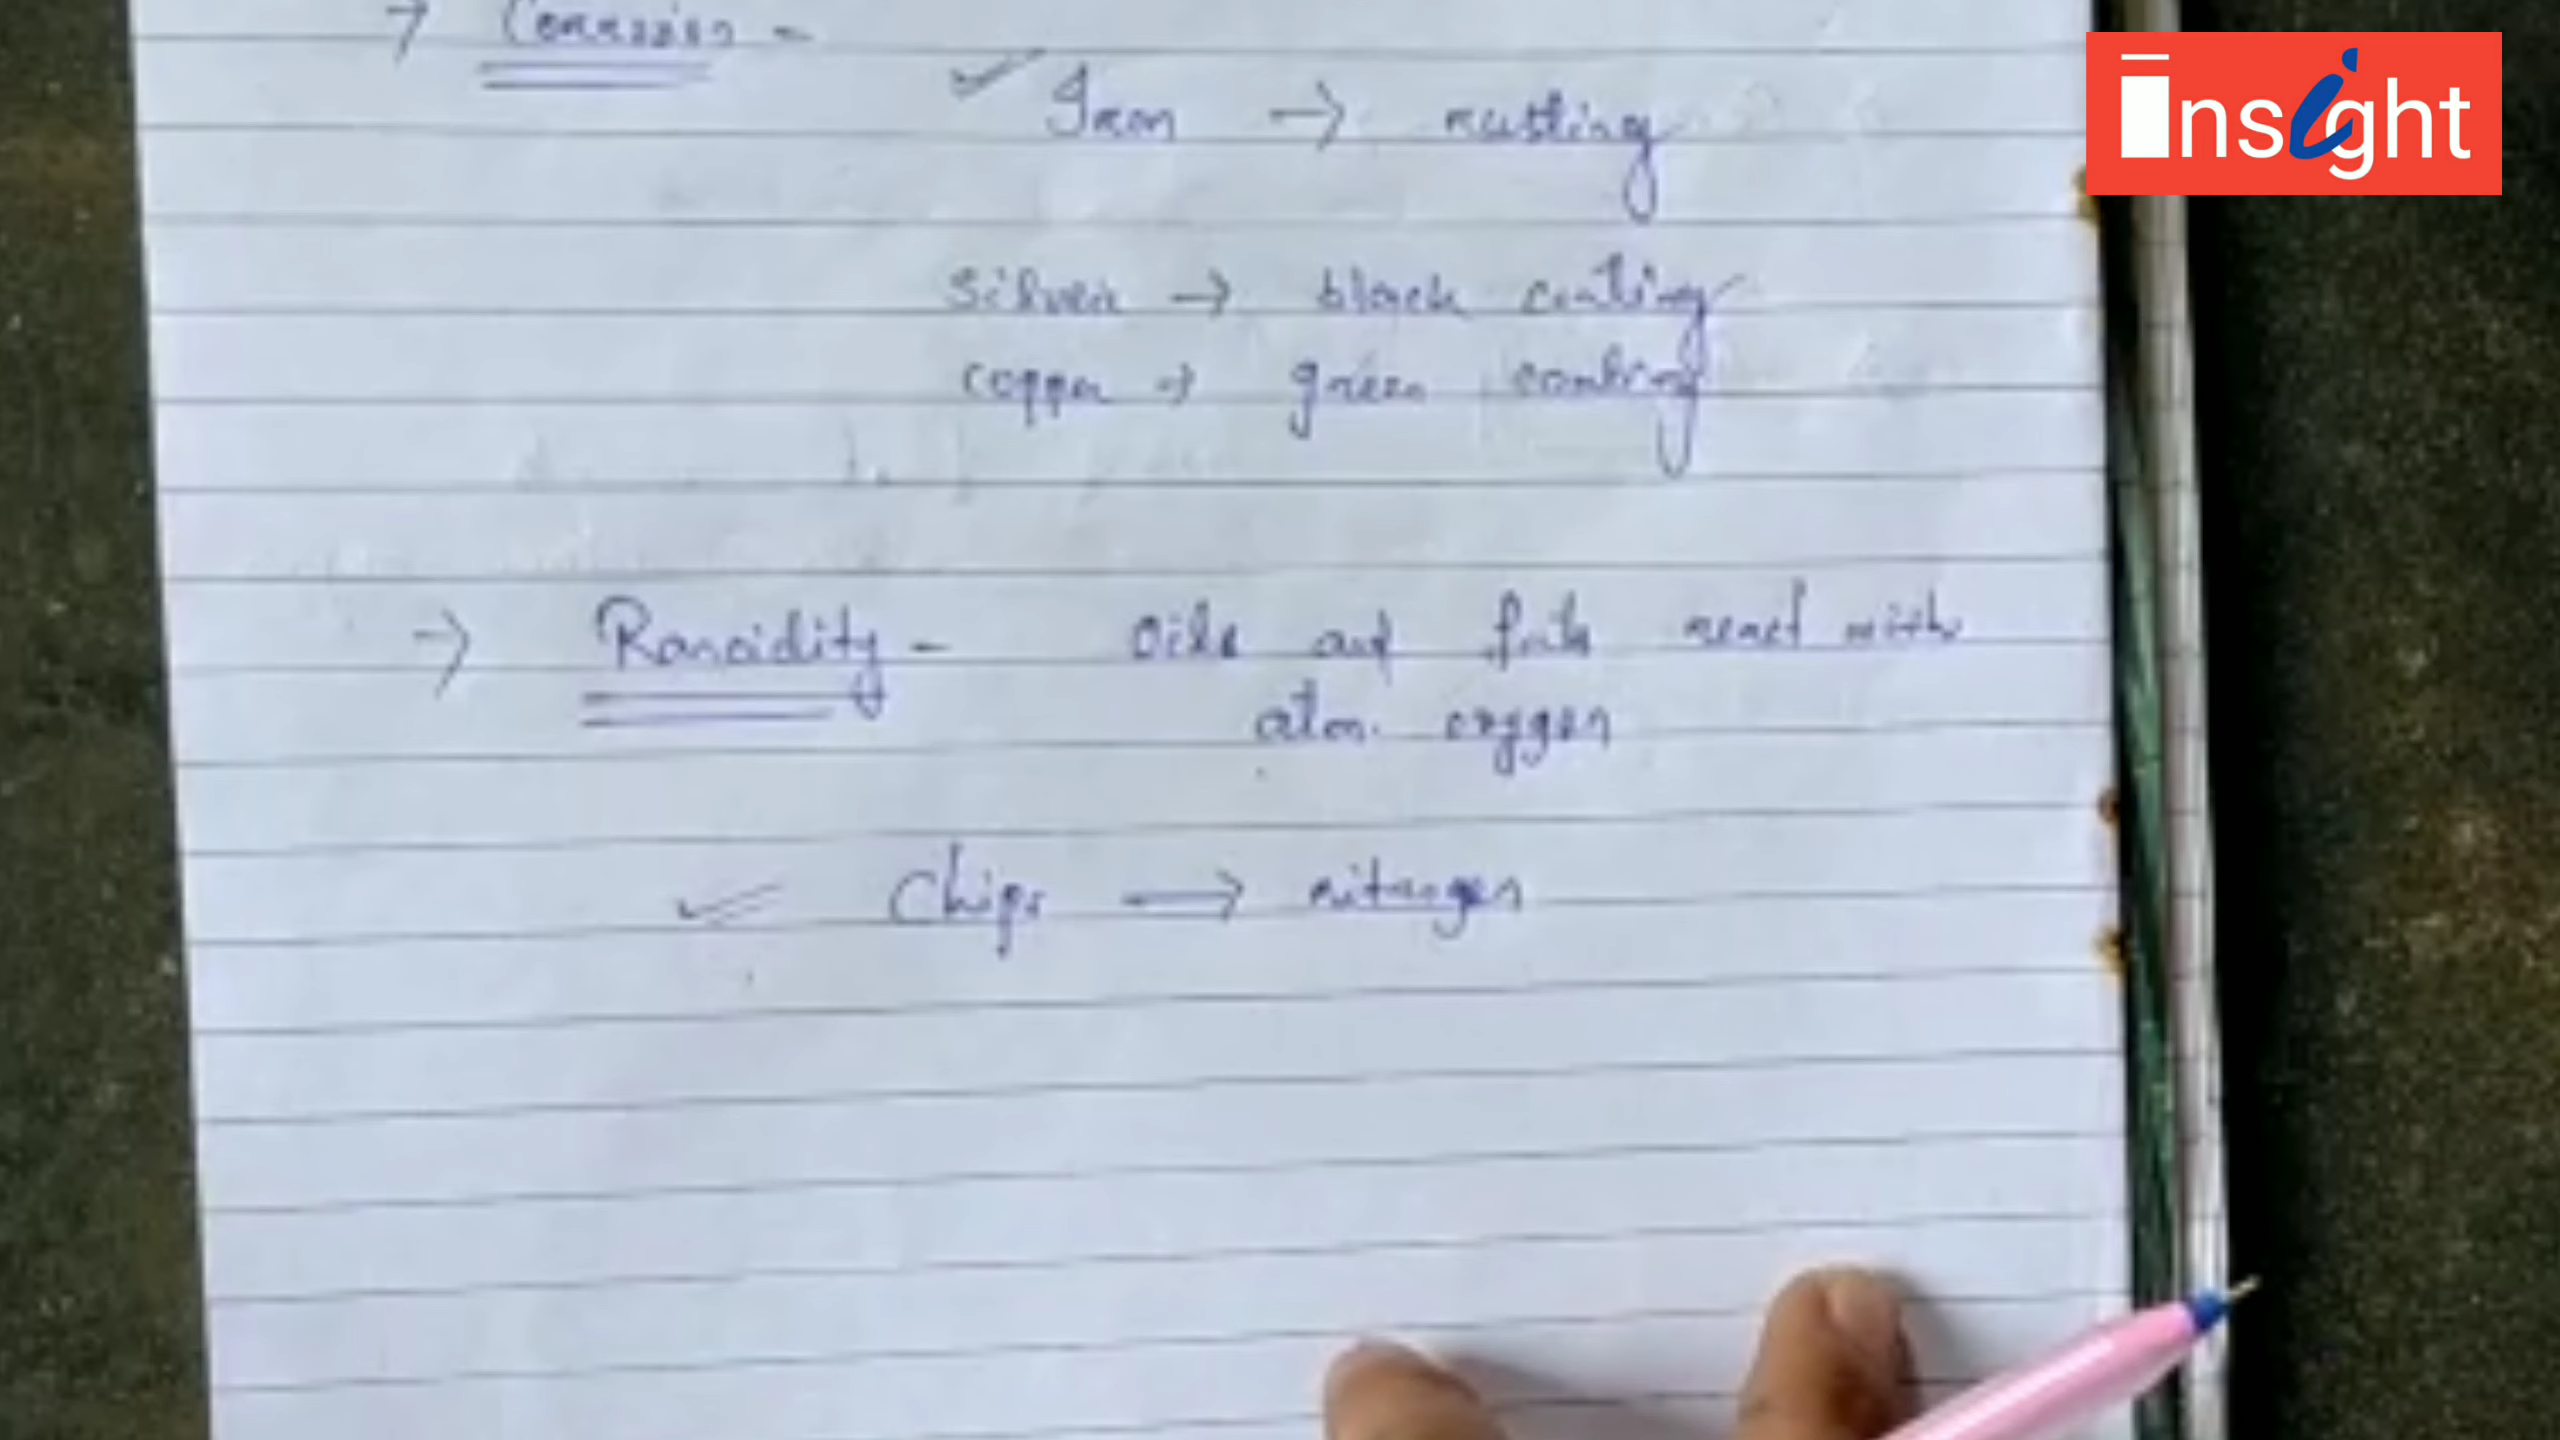 → Corrosion -
Insight
✓ Iron → rusting
silver → black coating
copper → green coating
→ Rancidity - Oils and fats react with
atm. oxygen
✓ Chips → nitrogen